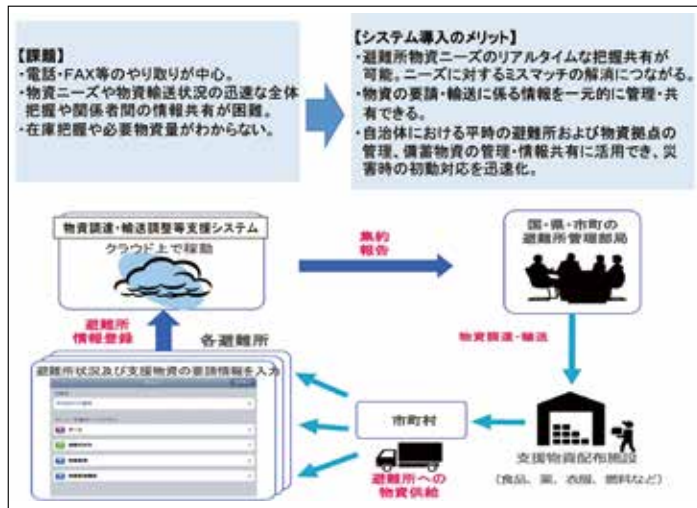 【課題】
・電話・FAX等のやり取りが中心。
・物資ニーズや物資輸送状況の迅速な全体
把握や関係者間の情報共有が困難。
・在庫把握や必要物資量がわからない。
【システム導入のメリット】
・避難所物資ニーズのリアルタイムな把握共有が
可能。ニーズに対するミスマッチの解消につながる。
・物資の要請・輸送に係る情報を一元的に管理・共
有できる。
・自治体における平時の避難所および物資拠点の
管理、備蓄物資の管理・情報共有に活用でき、災
害時の初動対応を迅速化。
物資調達・輸送調整等支援システム
クラウド上で稼動
集約
報告
国・県・市町の
避難所管理部局
避難所
情報登録
各避難所
物資調達・輸送
避難所状況及び支援物資の要請情報を入力
市町村
避難所への
物資供給
支援物資配布施設
（食品、薬、衣服、燃料など）